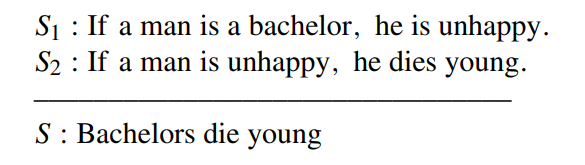 S₁ : If a man is a bachelor, he is unhappy.
S₂ : If a man is unhappy, he dies young.
S : Bachelors die young